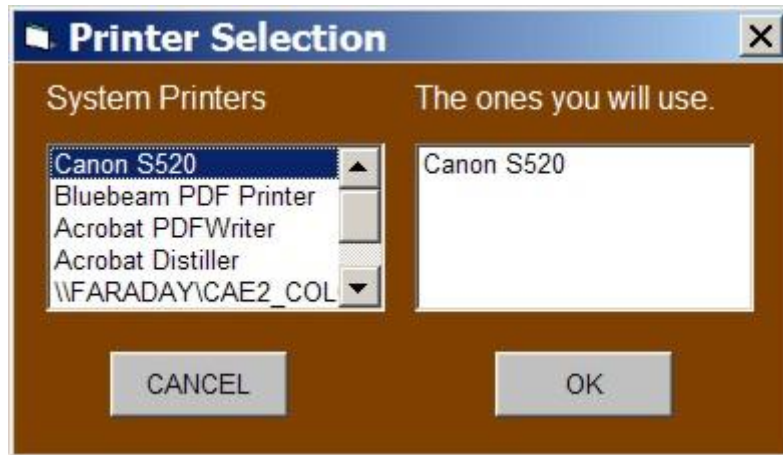 Printer Selection
System Printers
The ones you will use.
Canon S520
Bluebeam PDF Printer
Acrobat PDFWriter
Acrobat Distiller
\\FARADAY\CAE2_COL
Canon S520
CANCEL
OK